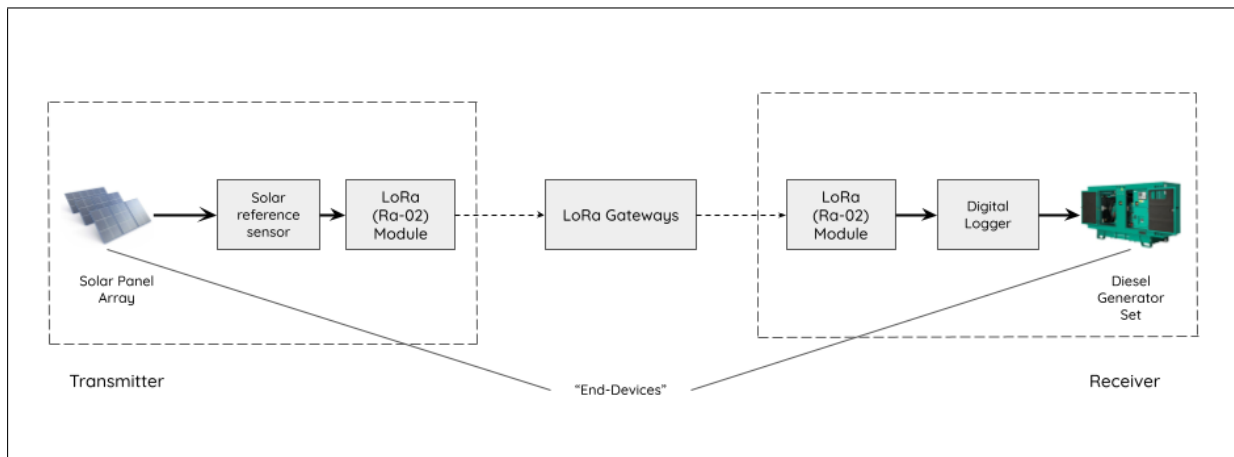 Solar
reference
sensor
LoRa
(Ra-02)
Module
LoRa Gateways
LoRa
(Ra-02)
Module
Digital
Logger
Solar Panel
Array
Diesel
Generator
Set
Transmitter
"End-Devices"
Receiver